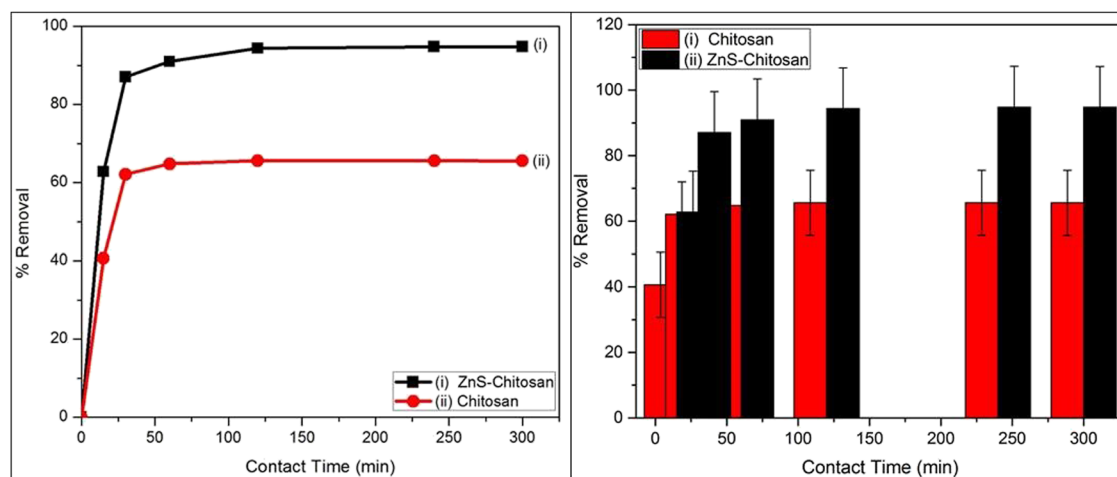 100
80
60
40
20
0
% Removal
(i)
(ii)
(i) ZnS-Chitosan
(ii) Chitosan
0 50 100 150 200 250 300
Contact Time (min)
120
100
80
60
40
20
0
% Removal
(i) Chitosan
(ii) ZnS-Chitosan
0 50 100 150 200 250 300
Contact Time (min)